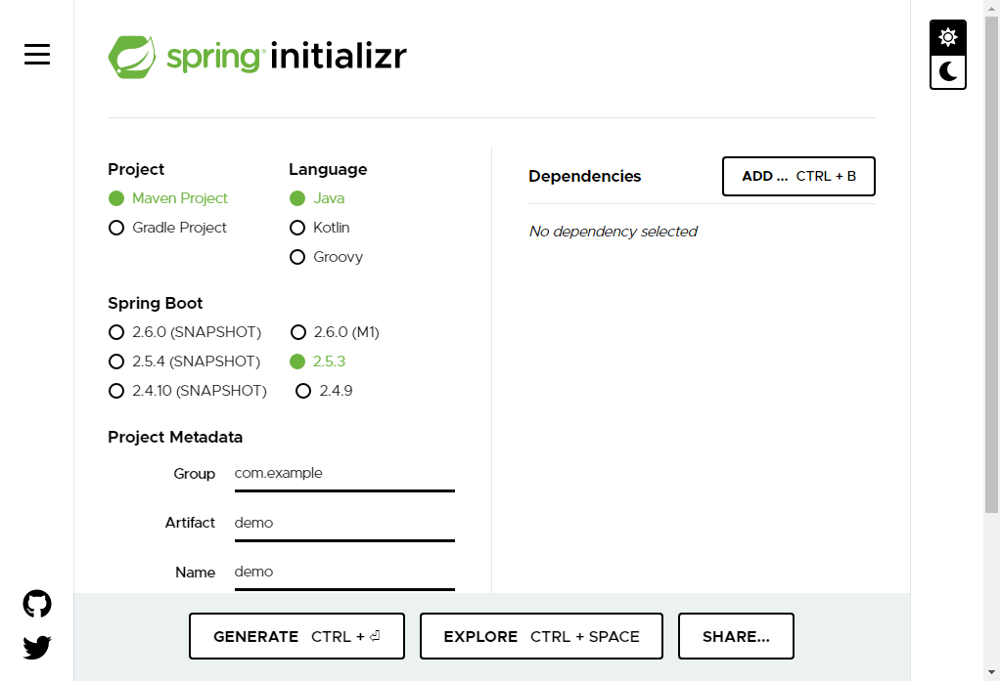 spring initializr
Project
Maven Project
Gradle Project
Language
Java
Kotlin
Groovy
Spring Boot
2.6.0 (SNAPSHOT) 2.6.0 (M1)
2.5.4 (SNAPSHOT) 2.5.3
2.4.10 (SNAPSHOT) 2.4.9
Project Metadata
Group com.example
Artifact demo
Name demo
Dependencies
ADD ... CTRL + B
No dependency selected
GENERATE CTRL + ⏎
EXPLORE CTRL + SPACE
SHARE...